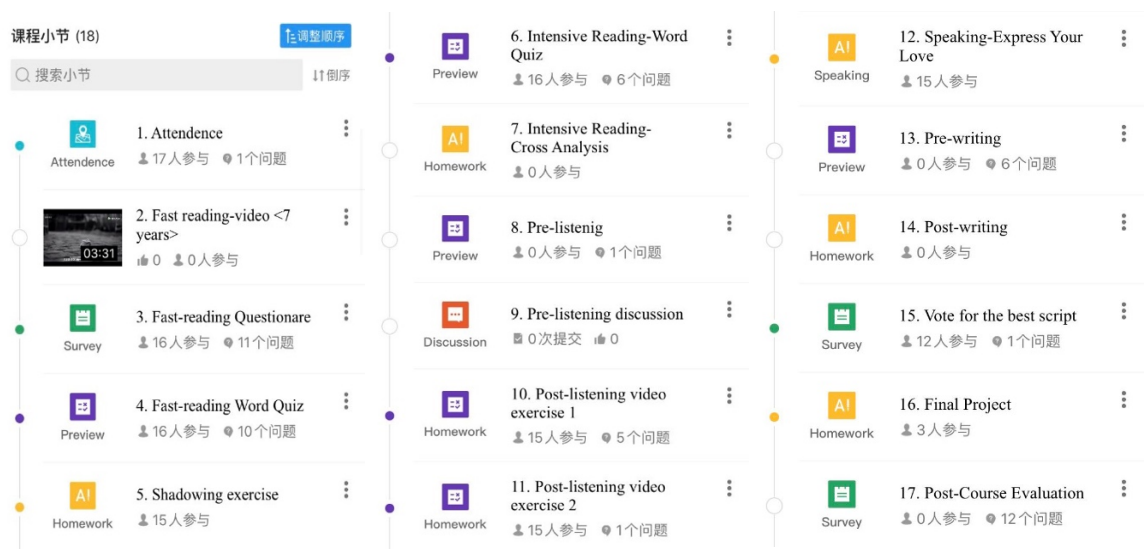 课程小节 (18)
调整顺序
搜索小节
倒序
Attendence
1. Attendence
17人参与 1个问题
03:31
2. Fast reading-video <7
years>
0 0人参与
Survey
3. Fast-reading Questionare
16人参与 11个问题
Preview
4. Fast-reading Word Quiz
16人参与 10个问题
AI
Homework
5. Shadowing exercise
15人参与
Preview
6. Intensive Reading-Word
Quiz
16人参与 6个问题
AI
Homework
7. Intensive Reading-
Cross Analysis
0人参与
Preview
8. Pre-listenig
0人参与 1个问题
Discussion
9. Pre-listening discussion
0次提交 0
Homework
10. Post-listening video
exercise 1
15人参与 5个问题
Homework
11. Post-listening video
exercise 2
15人参与 1个问题
AI
Speaking
12. Speaking-Express Your
Love
15人参与
Preview
13. Pre-writing
0人参与 6个问题
AI
Homework
14. Post-writing
0人参与
Survey
15. Vote for the best script
12人参与 1个问题
AI
Homework
16. Final Project
3人参与
Survey
17. Post-Course Evaluation
0人参与 12个问题